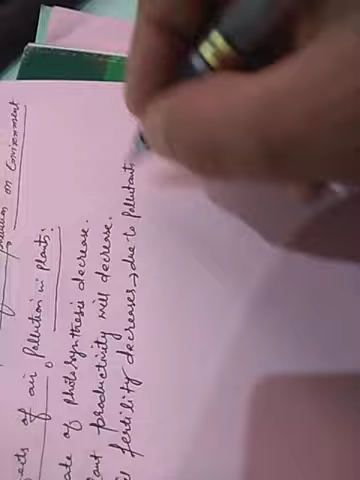 on Environment
of air Pollution in Plants.
of Photosynthesis decrease.
productivity will decrease.
fertility decreases → due to Pollutants